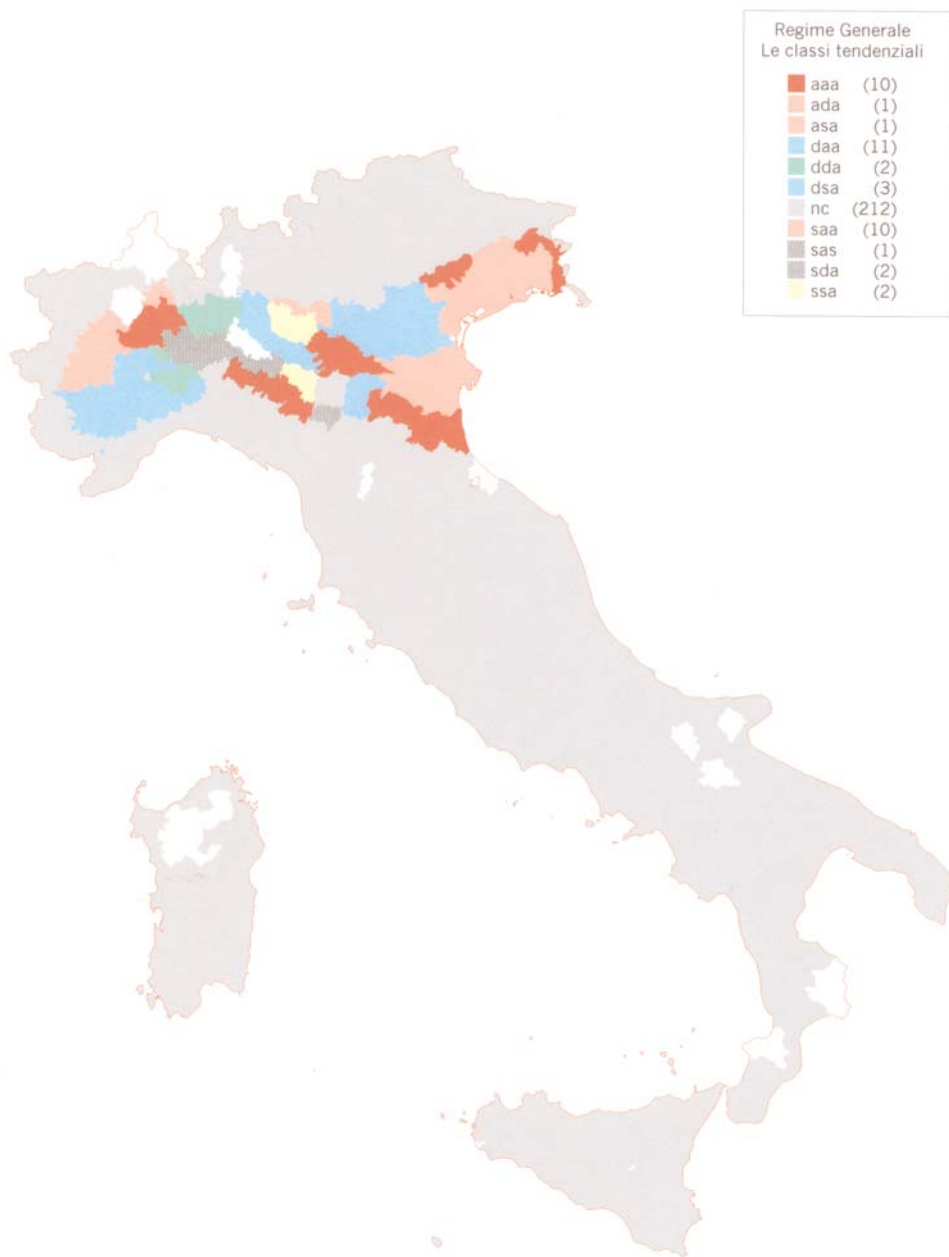 Regime Generale
Le classi tendenziali
aaa (10)
ada (1)
asa (1)
daa (11)
dda (2)
dsa (3)
nc (212)
saa (10)
sas (1)
sda (2)
ssa (2)